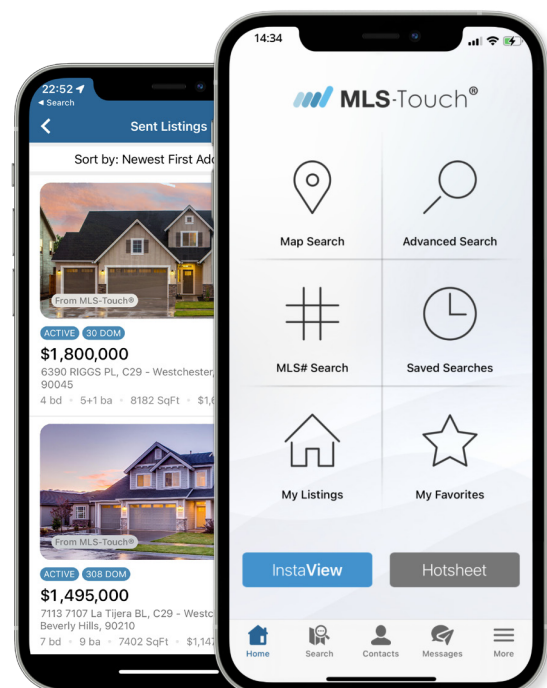 22:52
Search
Sent Listings
Sort by: Newest First
From MLS-Touch®
ACTIVE 30 DOM
$1,800,000
6390 RIGGS PL, C29 - Westchester,
90045
4 bd • 5+1 ba • 8182 SqFt •
From MLS-Touch®
ACTIVE 308 DOM
$1,495,000
7113 7107 La Tijera BL, C29 -
Beverly Hills, 90210
7 bd • 9 ba • 7402 SqFt •
14:34
MLS-Touch®
Map Search
Advanced Search
MLS# Search
Saved Searches
My Listings
My Favorites
InstaView
Hotsheet
Home
Search
Contacts
Messages
More